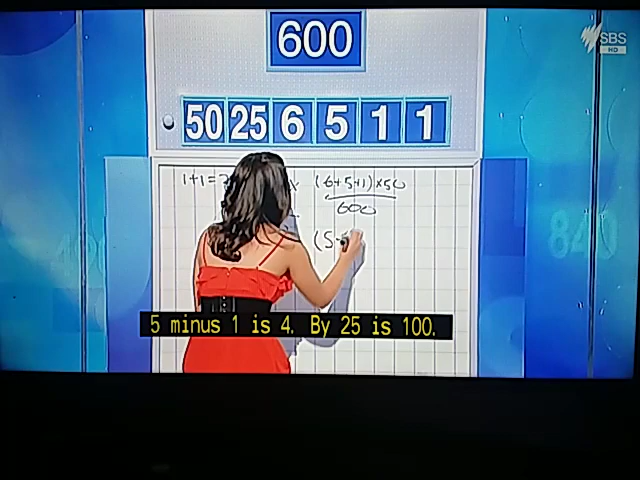 600
SBS
HD
50 25 6 5 1 1
1+1=2
(6+5+1)×50
600
(5-
840
5 minus 1 is 4. By 25 is 100.